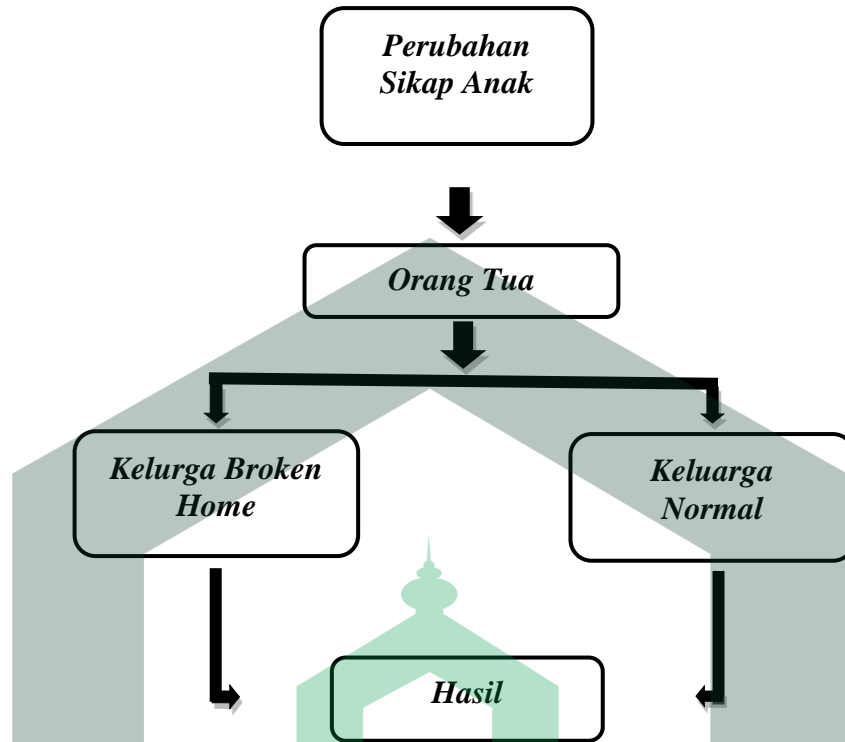 Perubahan
Sikap Anak
Orang Tua
Kelurga Broken
Home
Keluarga
Normal
Hasil